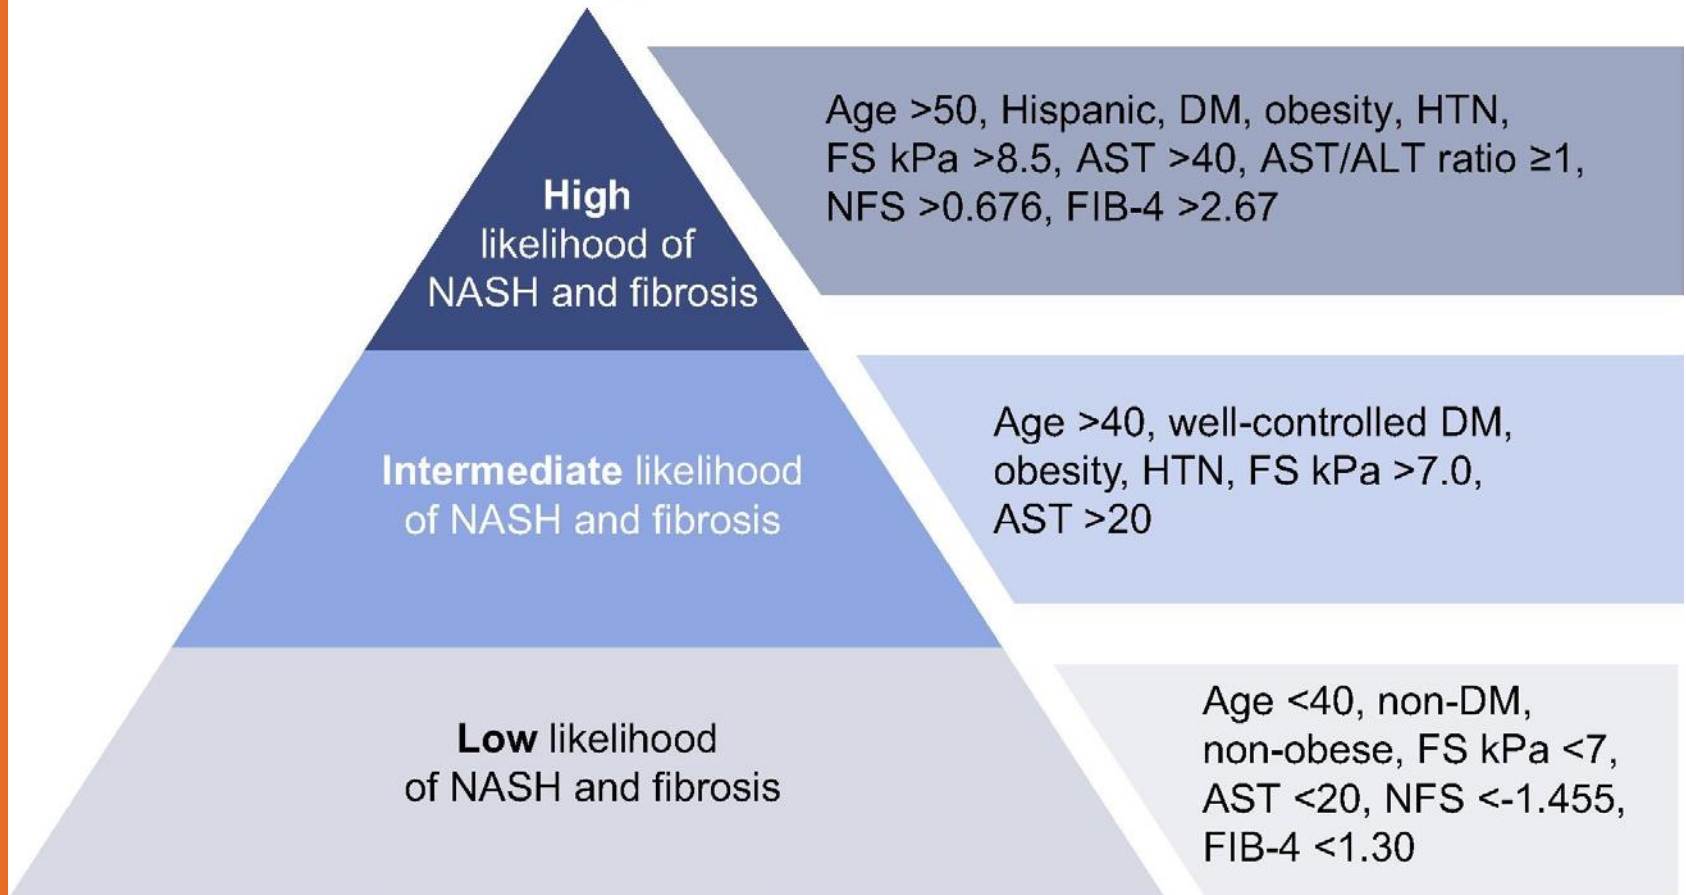 High
likelihood of
NASH and fibrosis
Age >50, Hispanic, DM, obesity, HTN,
FS kPa >8.5, AST >40, AST/ALT ratio ≥1,
NFS >0.676, FIB-4 >2.67
Intermediate likelihood
of NASH and fibrosis
Age >40, well-controlled DM,
obesity, HTN, FS kPa >7.0,
AST >20
Low likelihood
of NASH and fibrosis
Age <40, non-DM,
non-obese, FS kPa <7,
AST <20, NFS <-1.455,
FIB-4 <1.30